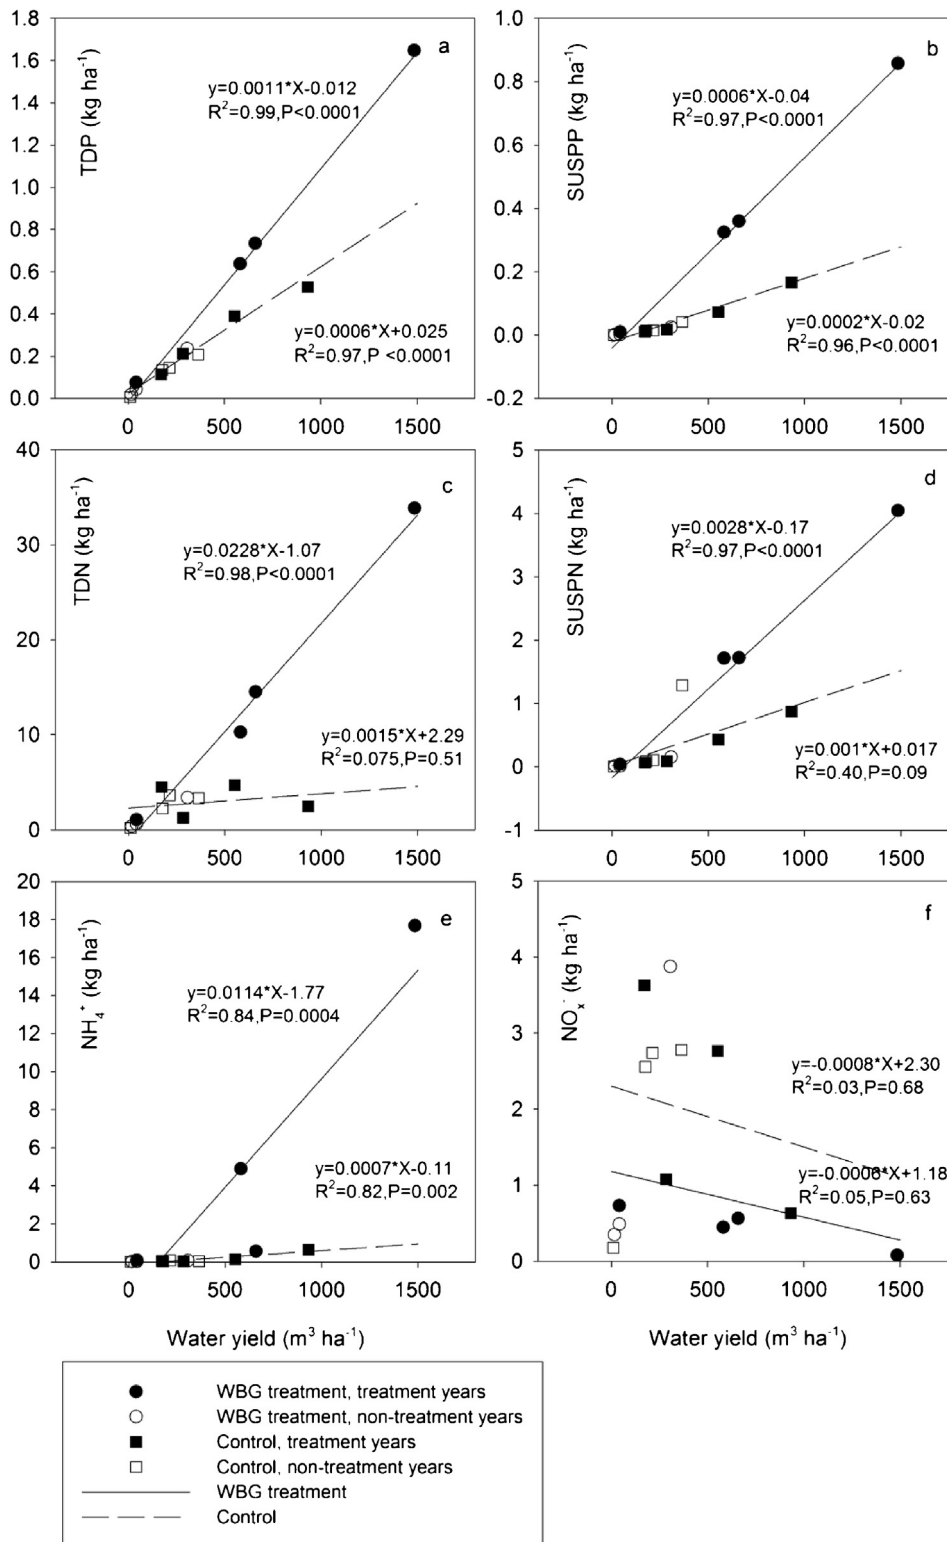 1.8
1.6
1.4
1.2
1.0
0.8
0.6
0.4
0.2
0.0
TDP (kg ha-1)
a
y=0.0011*X-0.012
R2=0.99,P<0.0001
y=0.0006*X+0.025
R2=0.97,P <0.0001
0 500 1000 1500
1.0
0.8
0.6
0.4
0.2
0.0
-0.2
SUSPP (kg ha-1)
b
y=0.0006*X-0.04
R2=0.97,P<0.0001
y=0.0002*X-0.02
R2=0.96,P<0.0001
0 500 1000 1500
40
30
20
10
0
TDN (kg ha-1)
c
y=0.0228*X-1.07
R2=0.98,P<0.0001
y=0.0015*X+2.29
R2=0.075,P=0.51
0 500 1000 1500
5
4
3
2
1
0
-1
SUSPN (kg ha-1)
d
y=0.0028*X-0.17
R2=0.97,P<0.0001
y=0.001*X+0.017
R2=0.40,P=0.09
0 500 1000 1500
20
18
16
14
12
10
8
6
4
2
0
NH4+ (kg ha-1)
e
y=0.0114*X-1.77
R2=0.84,P=0.0004
y=0.0007*X-0.11
R2=0.82,P=0.002
0 500 1000 1500
Water yield (m3 ha-1)
5
4
3
2
1
0
NOx- (kg ha-1)
f
y=-0.0008*X+2.30
R2=0.03,P=0.68
y=-0.0006*X+1.18
R2=0.05,P=0.63
0 500 1000 1500
Water yield (m3 ha-1)
WBG treatment, treatment years
WBG treatment, non-treatment years
Control, treatment years
Control, non-treatment years
WBG treatment
Control